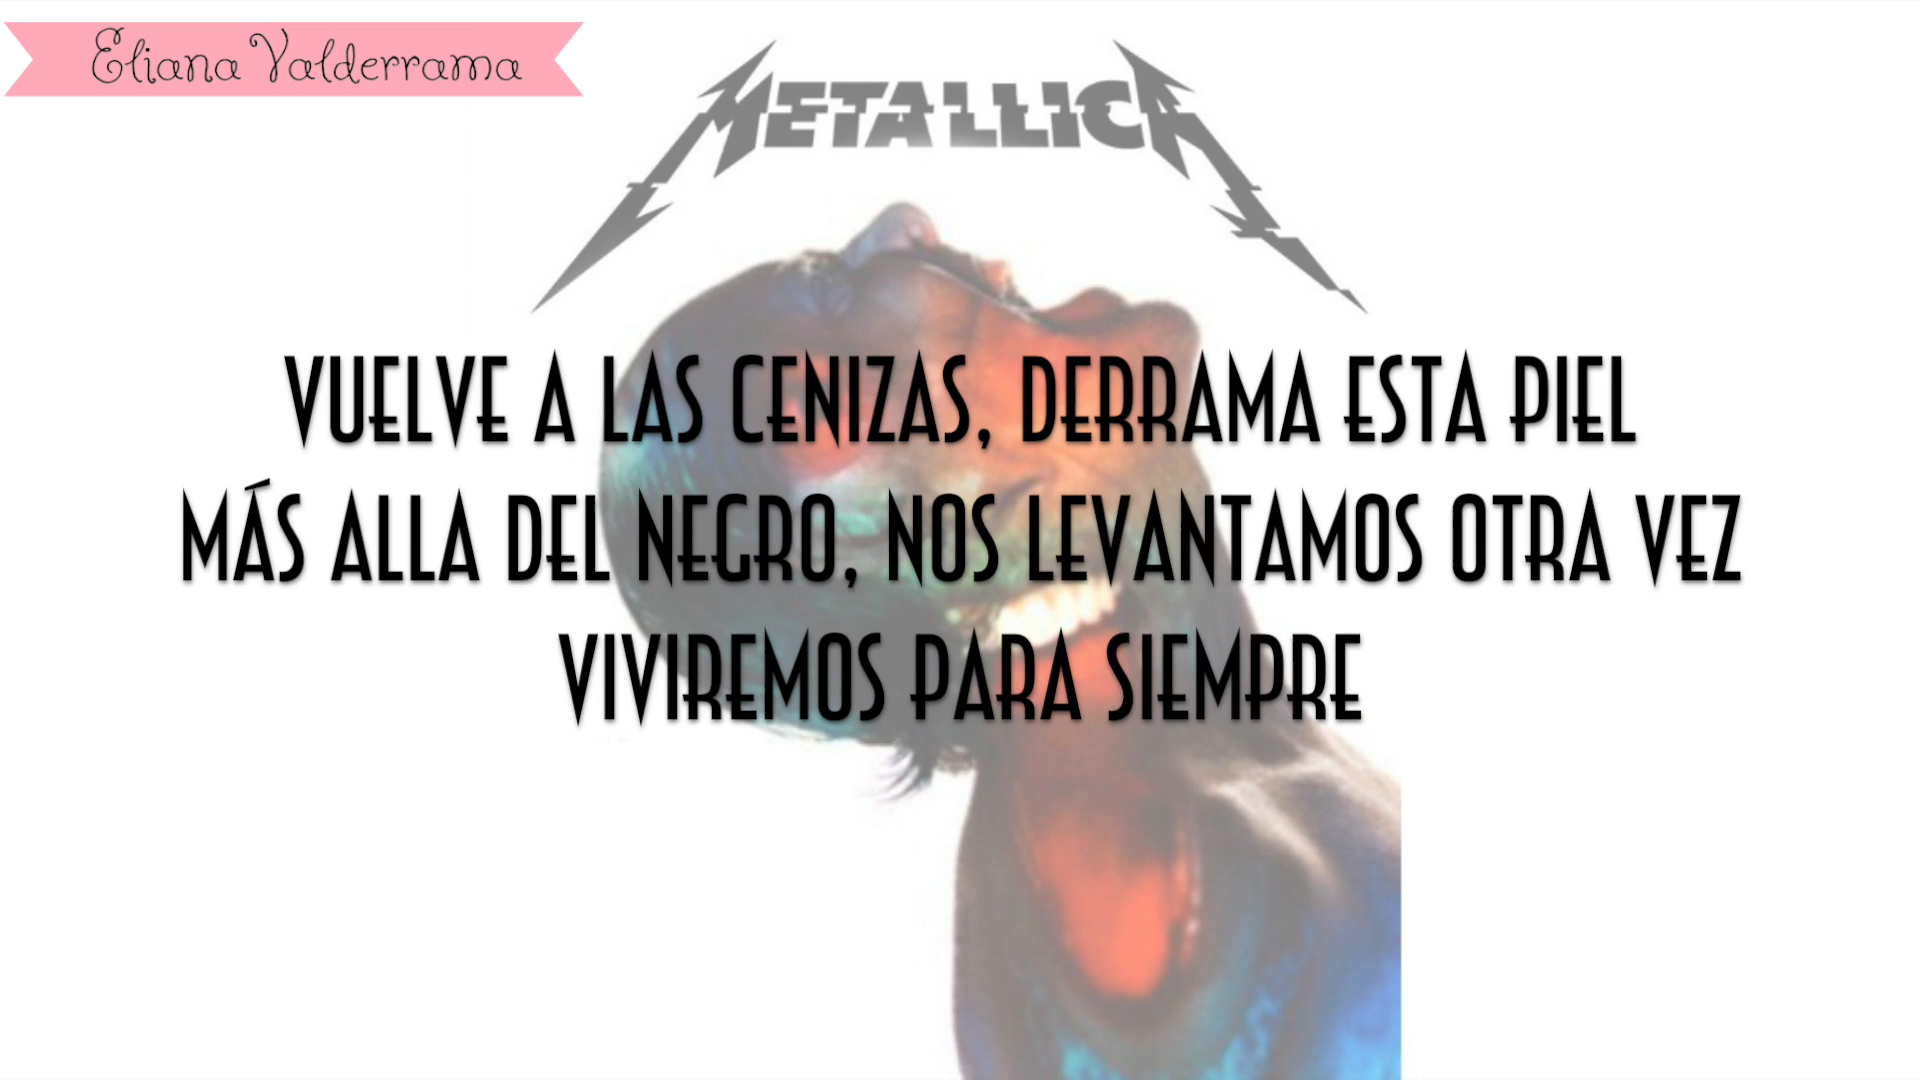 Eliana Valderrama
METALLICA
VUELVE A LAS CENIZAS, DERRAMA ESTA PIEL
MÁS ALLA DEL NEGRO, NOS LEVANTAMOS OTRA VEZ
VIVIREMOS PARA SIEMPRE